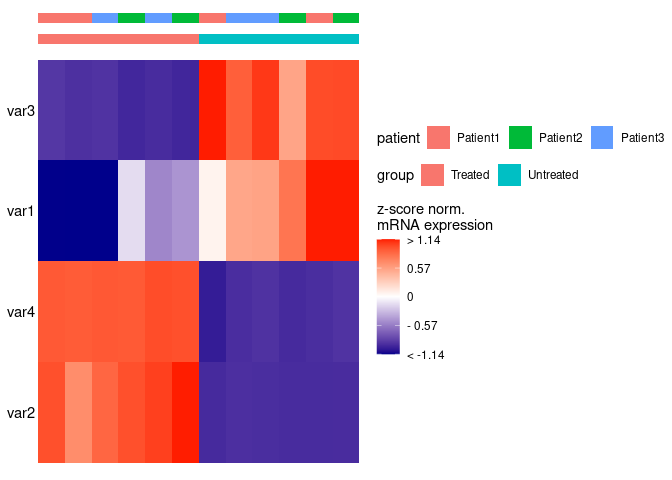 var3
var1
var4
var2
patient Patient1 Patient2 Patient3
group Treated Untreated
z-score norm.
mRNA expression
> 1.14
0.57
0
- 0.57
< -1.14